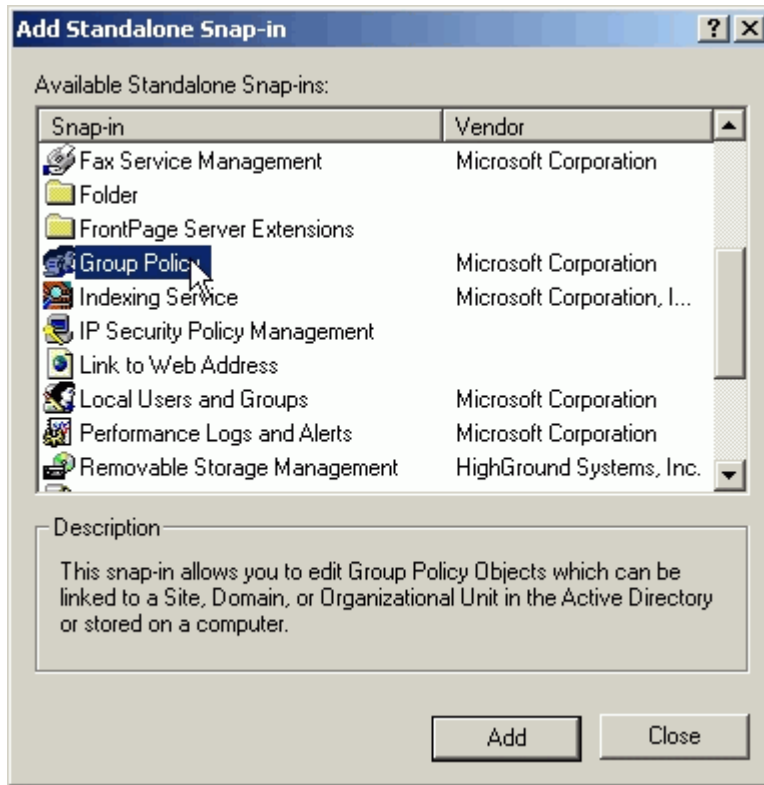 Add Standalone Snap-in
Available Standalone Snap-ins:
Snap-in Vendor
Fax Service Management Microsoft Corporation
Folder
FrontPage Server Extensions
Group Policy Microsoft Corporation
Indexing Service Microsoft Corporation, I...
IP Security Policy Management
Link to Web Address
Local Users and Groups Microsoft Corporation
Performance Logs and Alerts Microsoft Corporation
Removable Storage Management HighGround Systems, Inc.
Description
This snap-in allows you to edit Group Policy Objects which can be
linked to a Site, Domain, or Organizational Unit in the Active Directory
or stored on a computer.
Add Close